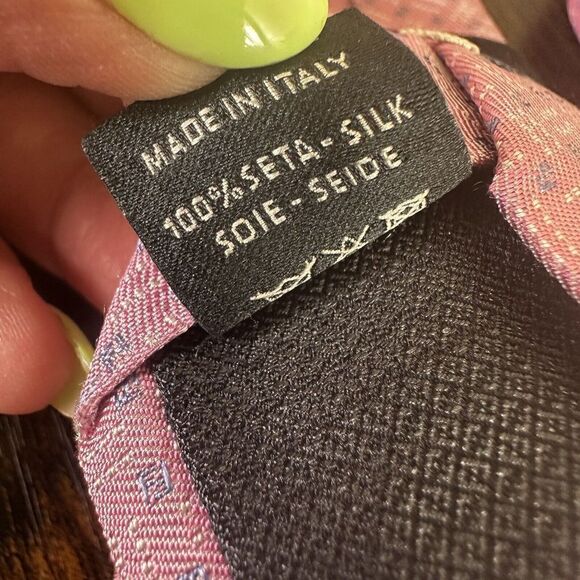 MADE IN ITALY
100% SETA - SILK
SOIE - SEIDE